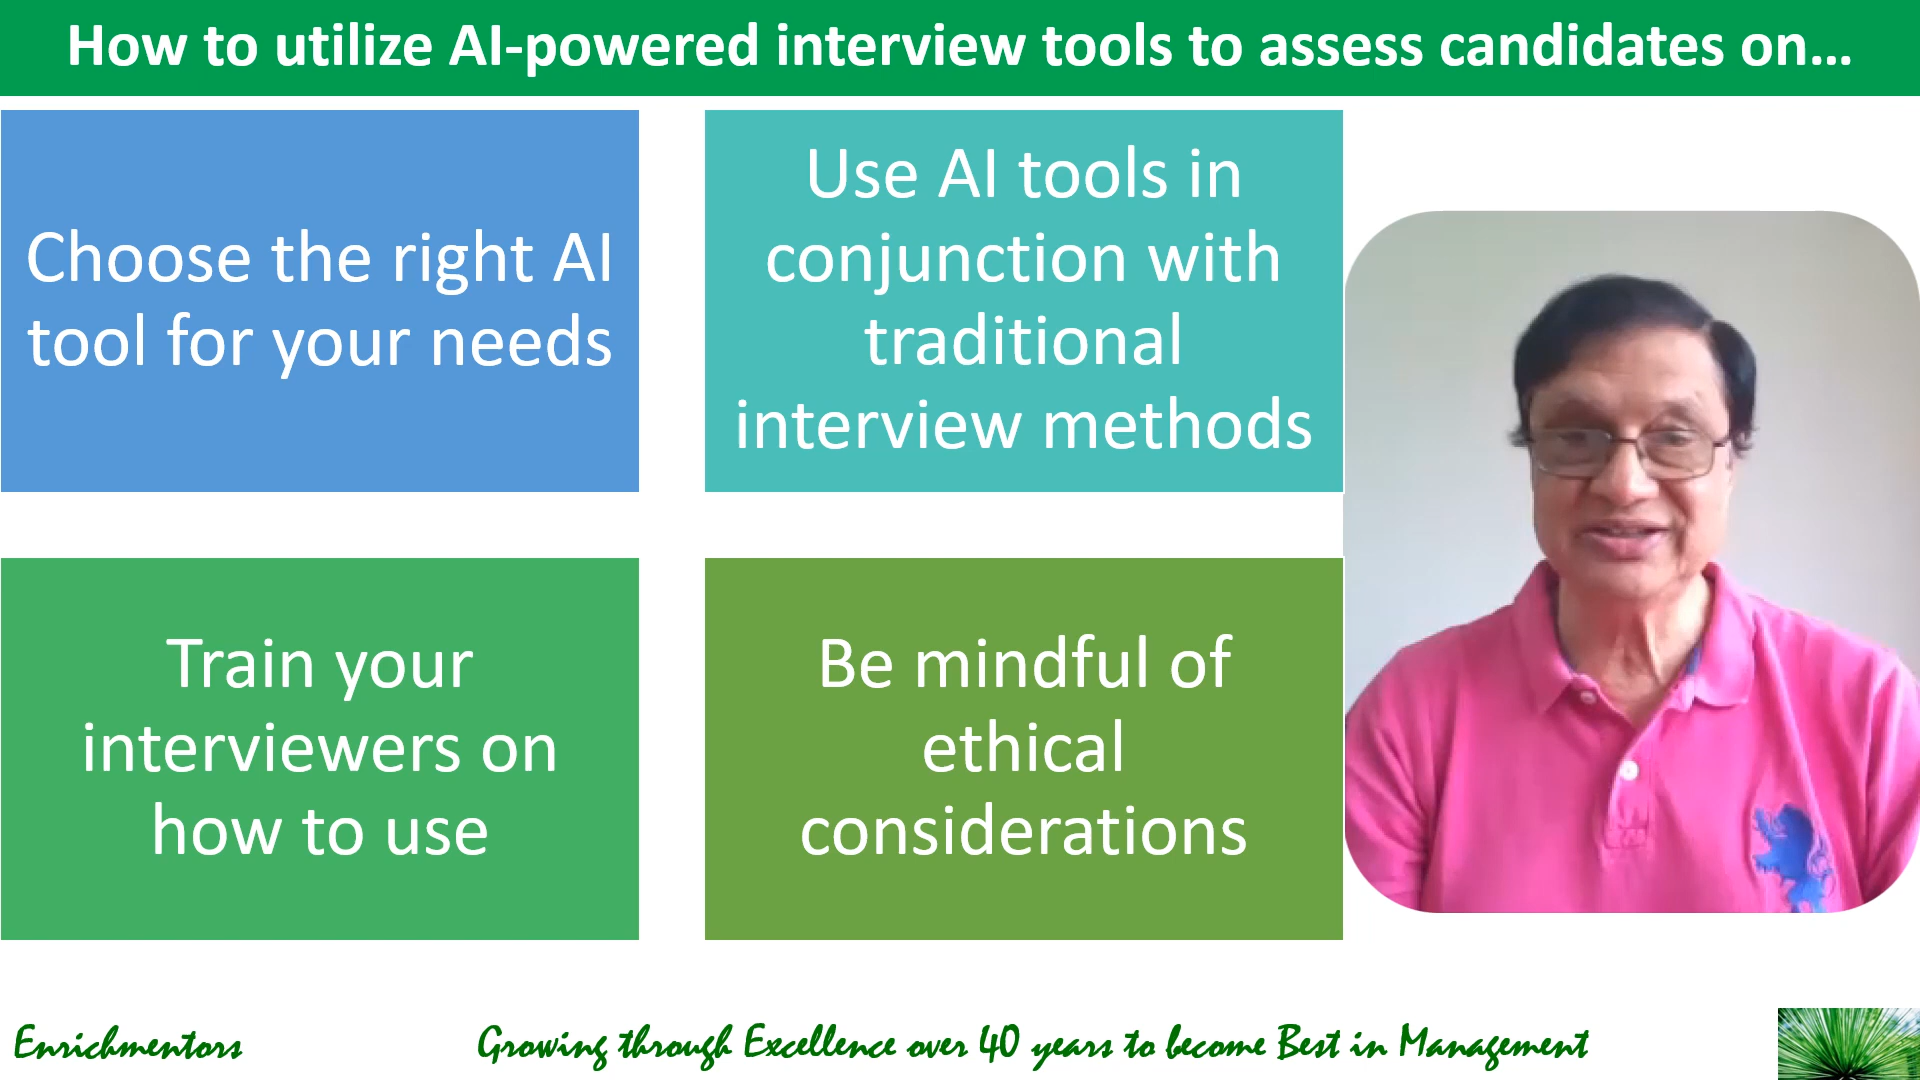 How to utilize AI-powered interview tools to assess candidates on...
Choose the right AI
tool for your needs
Use AI tools in
conjunction with
traditional
interview methods
Train your
interviewers on
how to use
Be mindful of
ethical
considerations
Enrichmentors
Growing through Excellence over 40 years to become Best in Management